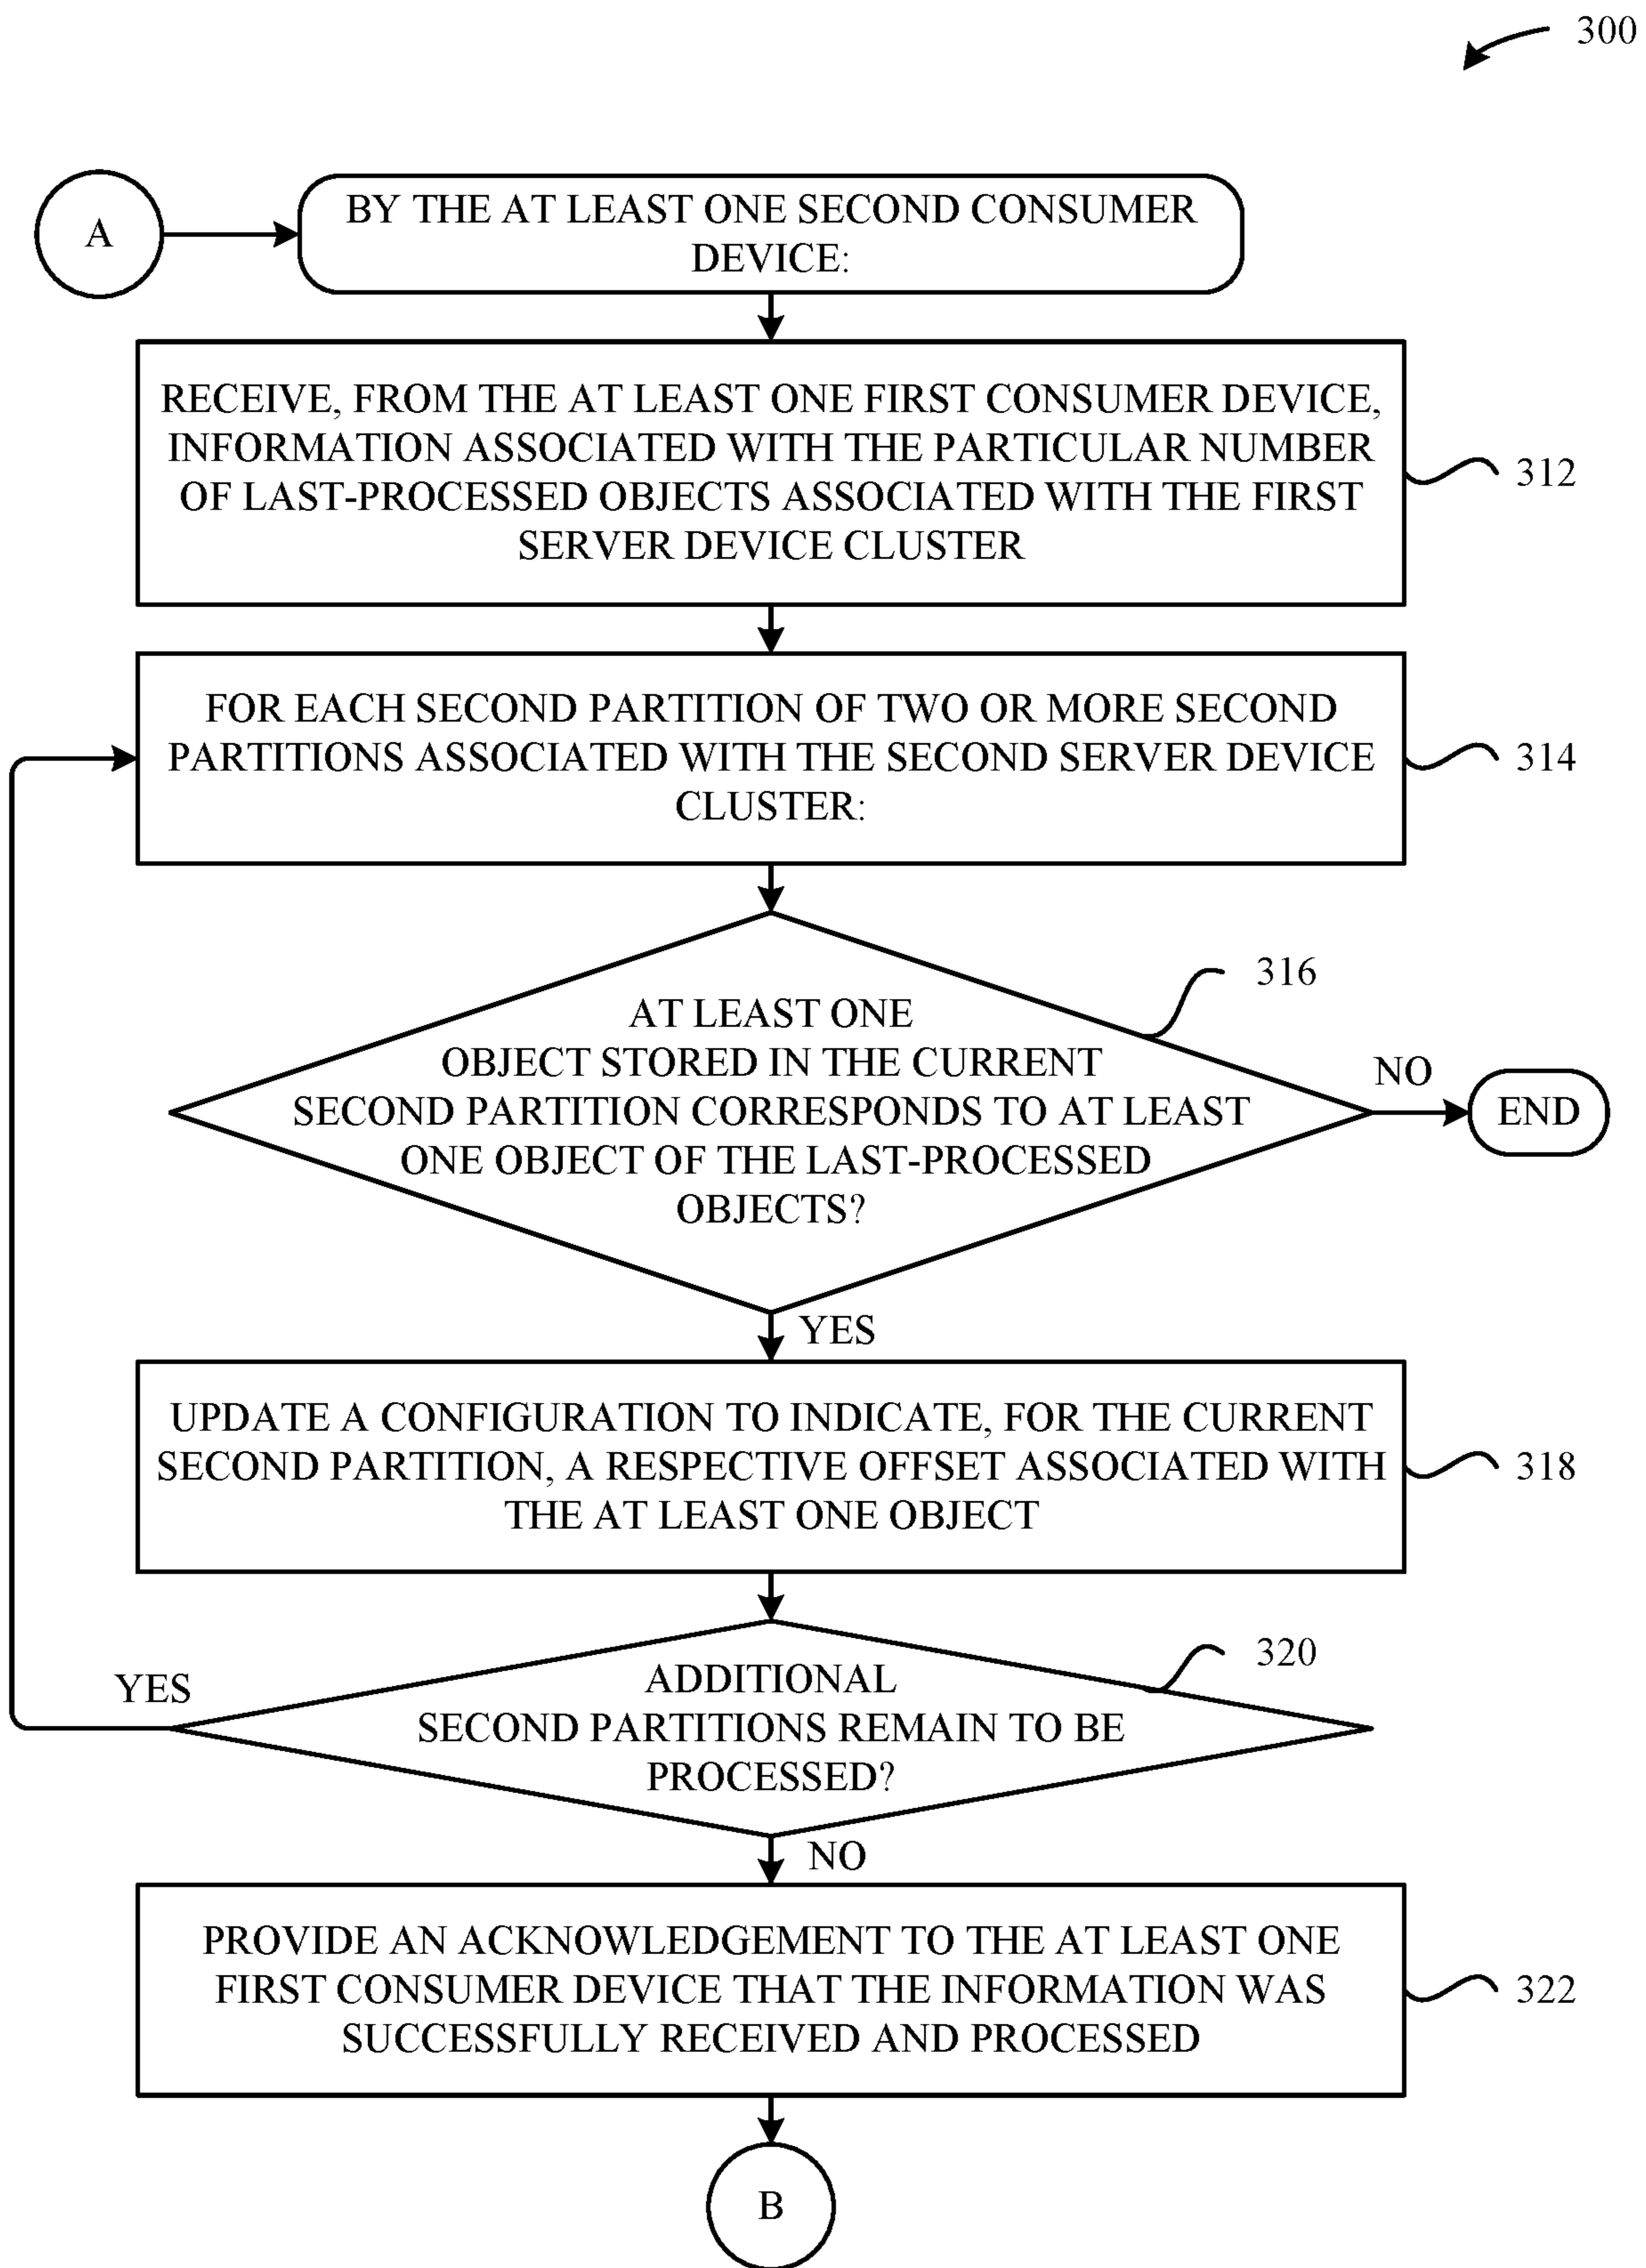 300
A
BY THE AT LEAST ONE SECOND CONSUMER
DEVICE:
RECEIVE, FROM THE AT LEAST ONE FIRST CONSUMER DEVICE,
INFORMATION ASSOCIATED WITH THE PARTICULAR NUMBER
OF LAST-PROCESSED OBJECTS ASSOCIATED WITH THE FIRST
SERVER DEVICE CLUSTER
312
FOR EACH SECOND PARTITION OF TWO OR MORE SECOND
PARTITIONS ASSOCIATED WITH THE SECOND SERVER DEVICE
CLUSTER:
314
316
AT LEAST ONE
OBJECT STORED IN THE CURRENT
SECOND PARTITION CORRESPONDS TO AT LEAST
ONE OBJECT OF THE LAST-PROCESSED
OBJECTS?
NO
END
YES
UPDATE A CONFIGURATION TO INDICATE, FOR THE CURRENT
SECOND PARTITION, A RESPECTIVE OFFSET ASSOCIATED WITH
THE AT LEAST ONE OBJECT
318
320
YES
ADDITIONAL
SECOND PARTITIONS REMAIN TO BE
PROCESSED?
NO
PROVIDE AN ACKNOWLEDGEMENT TO THE AT LEAST ONE
FIRST CONSUMER DEVICE THAT THE INFORMATION WAS
SUCCESSFULLY RECEIVED AND PROCESSED
322
B